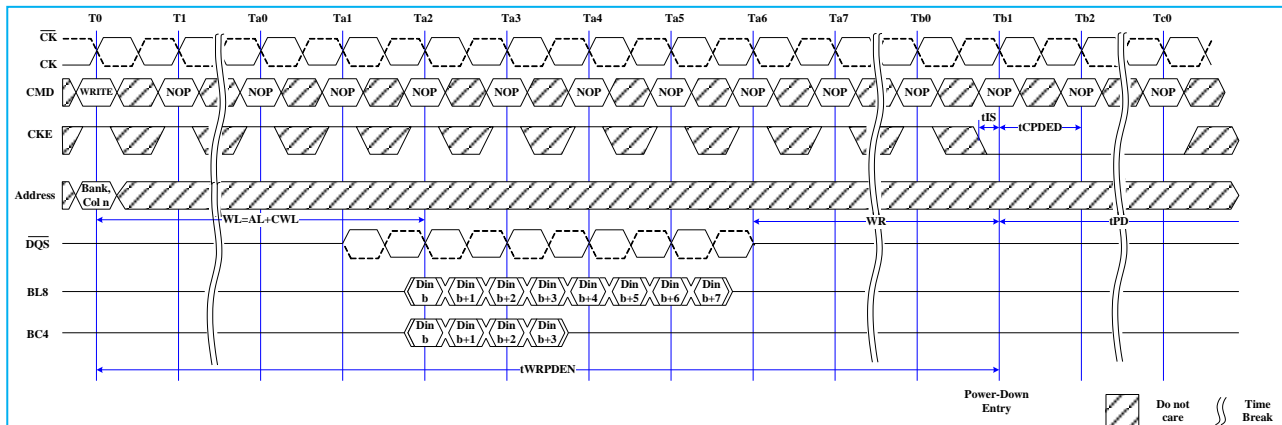 T0 T1 Ta0 Ta1 Ta2 Ta3 Ta4 Ta5 Ta6 Ta7 Tb0 Tb1 Tb2 Tc0
CK
CK
CMD WRITE NOP NOP NOP NOP NOP NOP NOP NOP NOP NOP NOP NOP NOP
tIS
CKE tCPDED
Address Bank,
Col n
WL=AL+CWL WR tPD
DQS
BL8 Din Din Din Din Din Din Din Din
b b+1 b+2 b+3 b+4 b+5 b+6 b+7
BC4 Din Din Din Din
b b+1 b+2 b+3
tWRPDEN
Power-Down
Entry
Do not
care
Time
Break